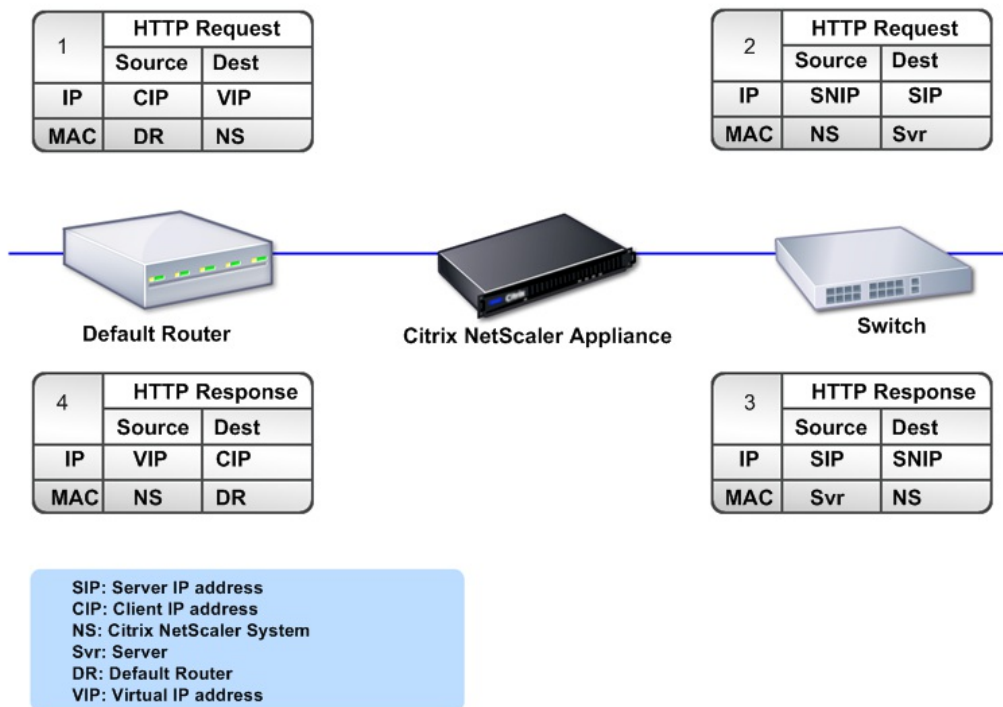 1 HTTP Request
Source Dest
IP CIP VIP
MAC DR NS
2 HTTP Request
Source Dest
IP SNIP SIP
MAC NS Svr
Citrix
Default Router
Citrix NetScaler Appliance
Switch
4 HTTP Response
Source Dest
IP VIP CIP
MAC NS DR
3 HTTP Response
Source Dest
IP SIP SNIP
MAC Svr NS
SIP: Server IP address
CIP: Client IP address
NS: Citrix NetScaler System
Svr: Server
DR: Default Router
VIP: Virtual IP address